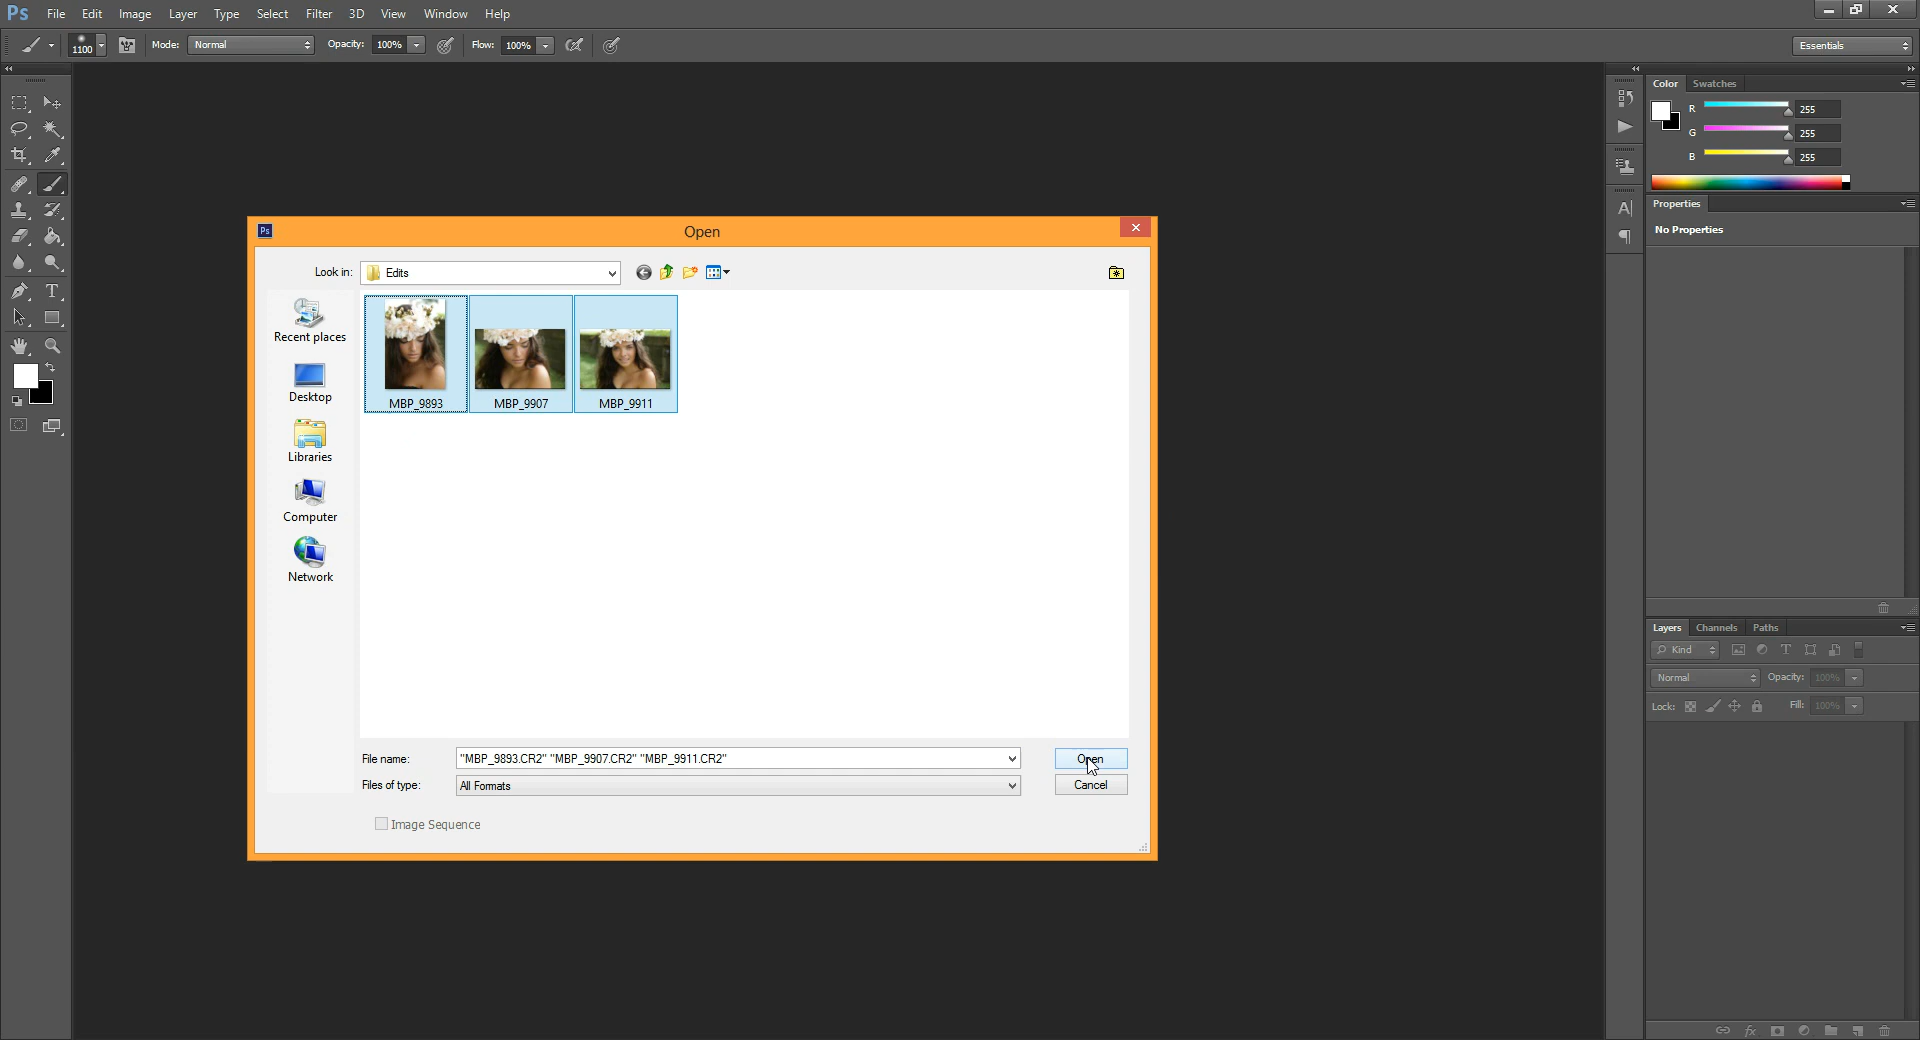 Ps File Edit Image Layer Type Select Filter 3D View Window Help
1100 Mode: Normal Opacity: 100% Flow: 100% Essentials
Color Swatches
R 255
G 255
B 255
Properties
No Properties
Ps Open
Look in: Edits
Recent places
Desktop
Libraries
Computer
Network
MBP_9893 MBP_9907 MBP_9911
File name: "MBP_9893.CR2" "MBP_9907.CR2" "MBP_9911.CR2" Open
Files of type: All Formats Cancel
Image Sequence
Layers Channels Paths
Kind
Normal Opacity: 100%
Lock: Fill: 100%